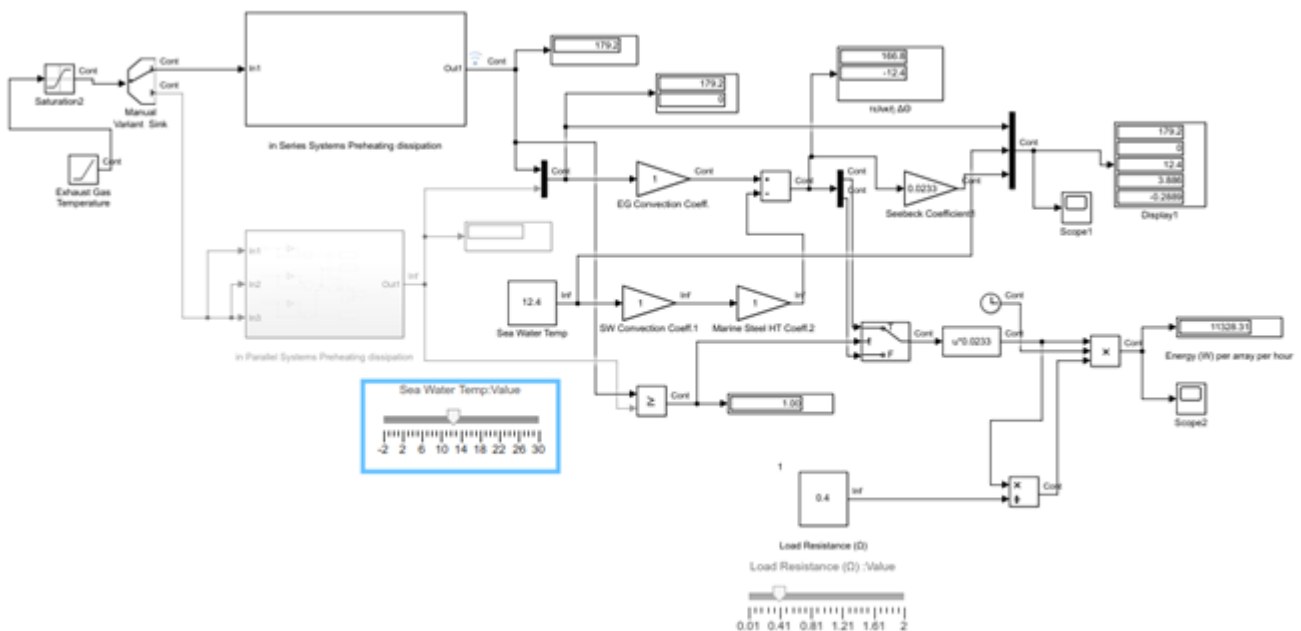 Cont
Saturation2
Cont
Cont
Manual
Variant Sink
Cont
Exhaust Gas
Temperature
In1
Out1
in Series Systems Preheating dissipation
179.2
179.2
0
166.8
-12.4
τελική ΔΘ
Cont
Cont
Cont
1
EG Convection Coeff.
Cont
Cont
Cont
Cont
0.0233
Cont
Cont
Scope1
179.2
0
12.4
3.886
-0.2889
Display1
In1
In2
In3
Out1
Inf
in Parallel Systems Preheating dissipation
12.4
Inf
Sea Water Temp
1
Inf
SW Convection Coeff.1
1
Inf
Marine Steel HT Coeff.2
T
F
Cont
u*0.0233
Cont
Cont
×
Cont
11328.31
Energy (W) per array per hour
Scope2
≥
Cont
1.00
Sea Water Temp:Value
-2 2 6 10 14 18 22 26 30
1
0.4
Inf
Load Resistance (Ω)
×
÷
Cont
Load Resistance (Ω) :Value
0.01 0.41 0.81 1.21 1.61 2